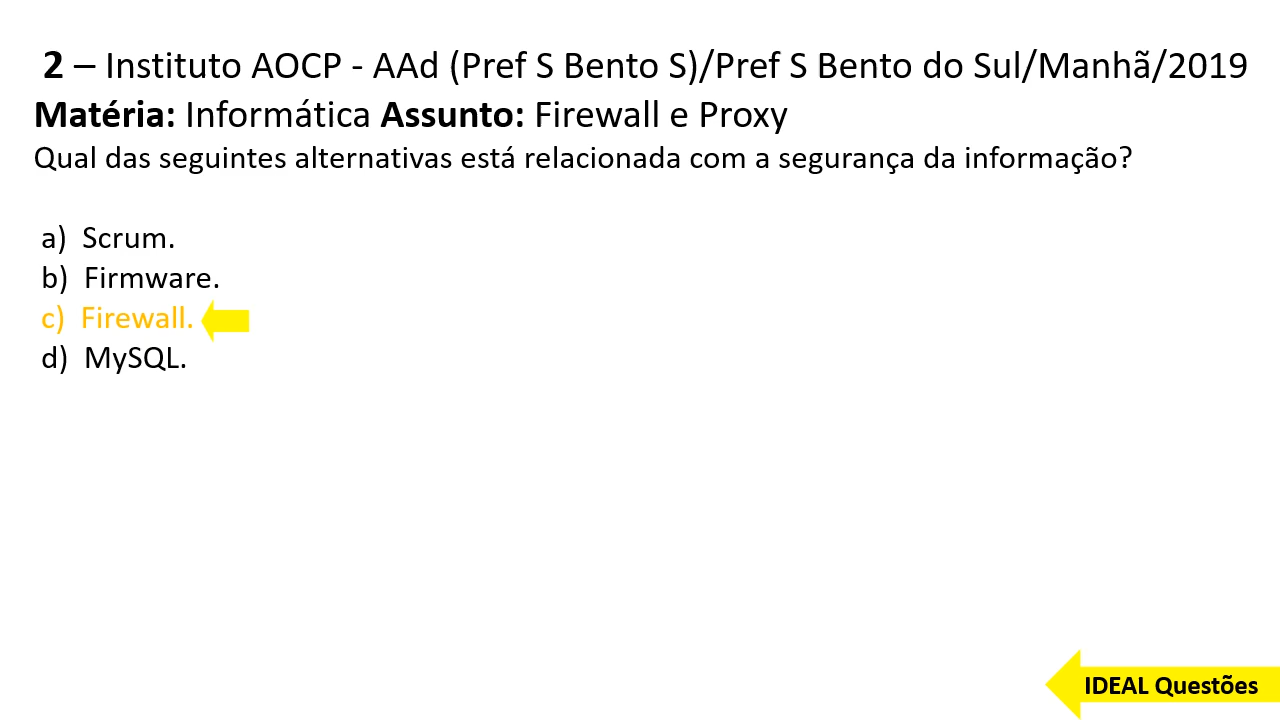 2 – Instituto AOCP - AAd (Pref S Bento S)/Pref S Bento do Sul/Manhã/2019
Matéria: Informática Assunto: Firewall e Proxy
Qual das seguintes alternativas está relacionada com a segurança da informação?
a) Scrum.
b) Firmware.
c) Firewall.
d) MySQL.
IDEAL Questões